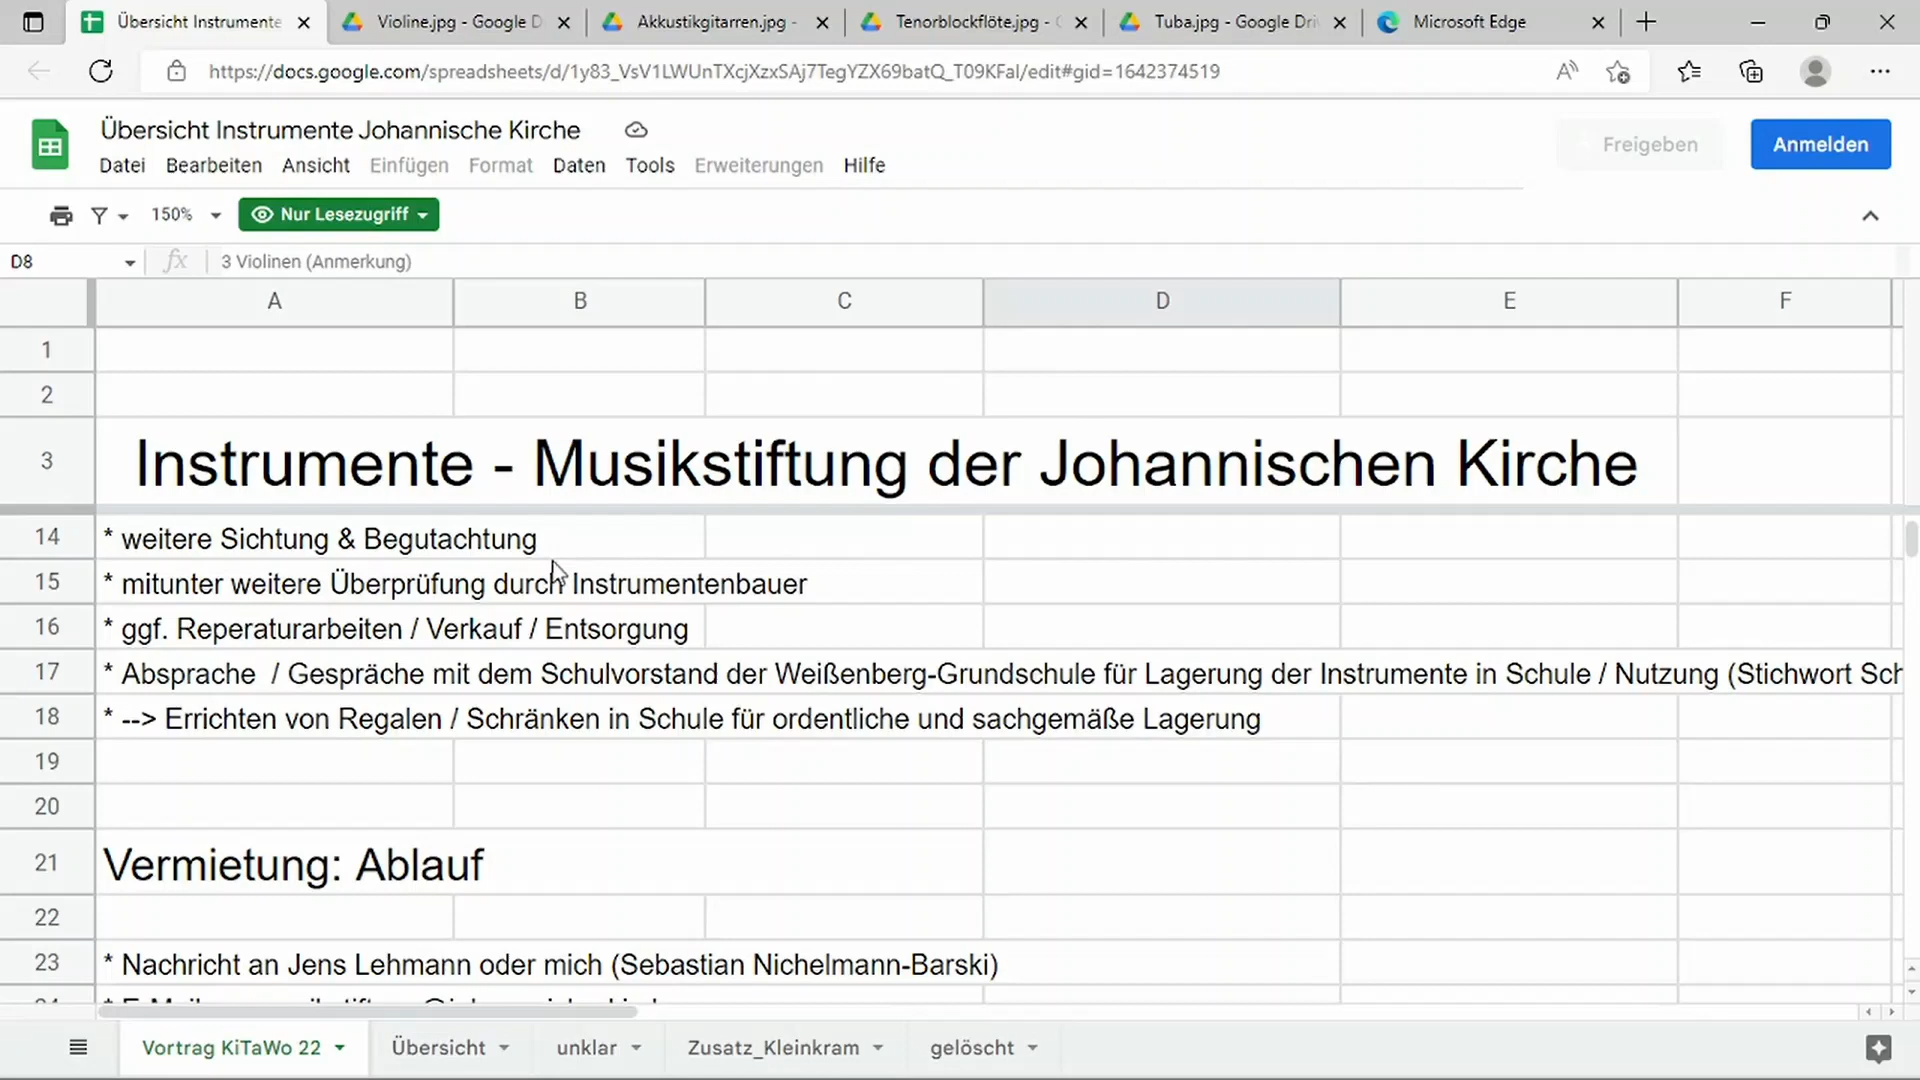 Übersicht Instrumente
Violine.jpg - Google D
Akkustikgitarren.jpg -
Tenorblockflöte.jpg - G
Tuba.jpg - Google Dri
Microsoft Edge
https://docs.google.com/spreadsheets/d/1y83_VsV1LWUnTXcjXzxSAj7TegYZX69batQ_T09KFaI/edit#gid=1642374519
Übersicht Instrumente Johannische Kirche
Datei Bearbeiten Ansicht Einfügen Format Daten Tools Erweiterungen Hilfe
Freigeben
Anmelden
150%
Nur Lesezugriff
D8
fx
3 Violinen (Anmerkung)
A B C D E F
1
2
3 Instrumente - Musikstiftung der Johannischen Kirche
14 * weitere Sichtung & Begutachtung
15 * mitunter weitere Überprüfung durch Instrumentenbauer
16 * ggf. Reperaturarbeiten / Verkauf / Entsorgung
17 * Absprache / Gespräche mit dem Schulvorstand der Weißenberg-Grundschule für Lagerung der Instrumente in Schule / Nutzung (Stichwort Sch
18 * --> Errichten von Regalen / Schränken in Schule für ordentliche und sachgemäße Lagerung
19
20
21 Vermietung: Ablauf
22
23 * Nachricht an Jens Lehmann oder mich (Sebastian Nichelmann-Barski)
Vortrag KiTaWo 22
Übersicht
unklar
Zusatz_Kleinkram
gelöscht